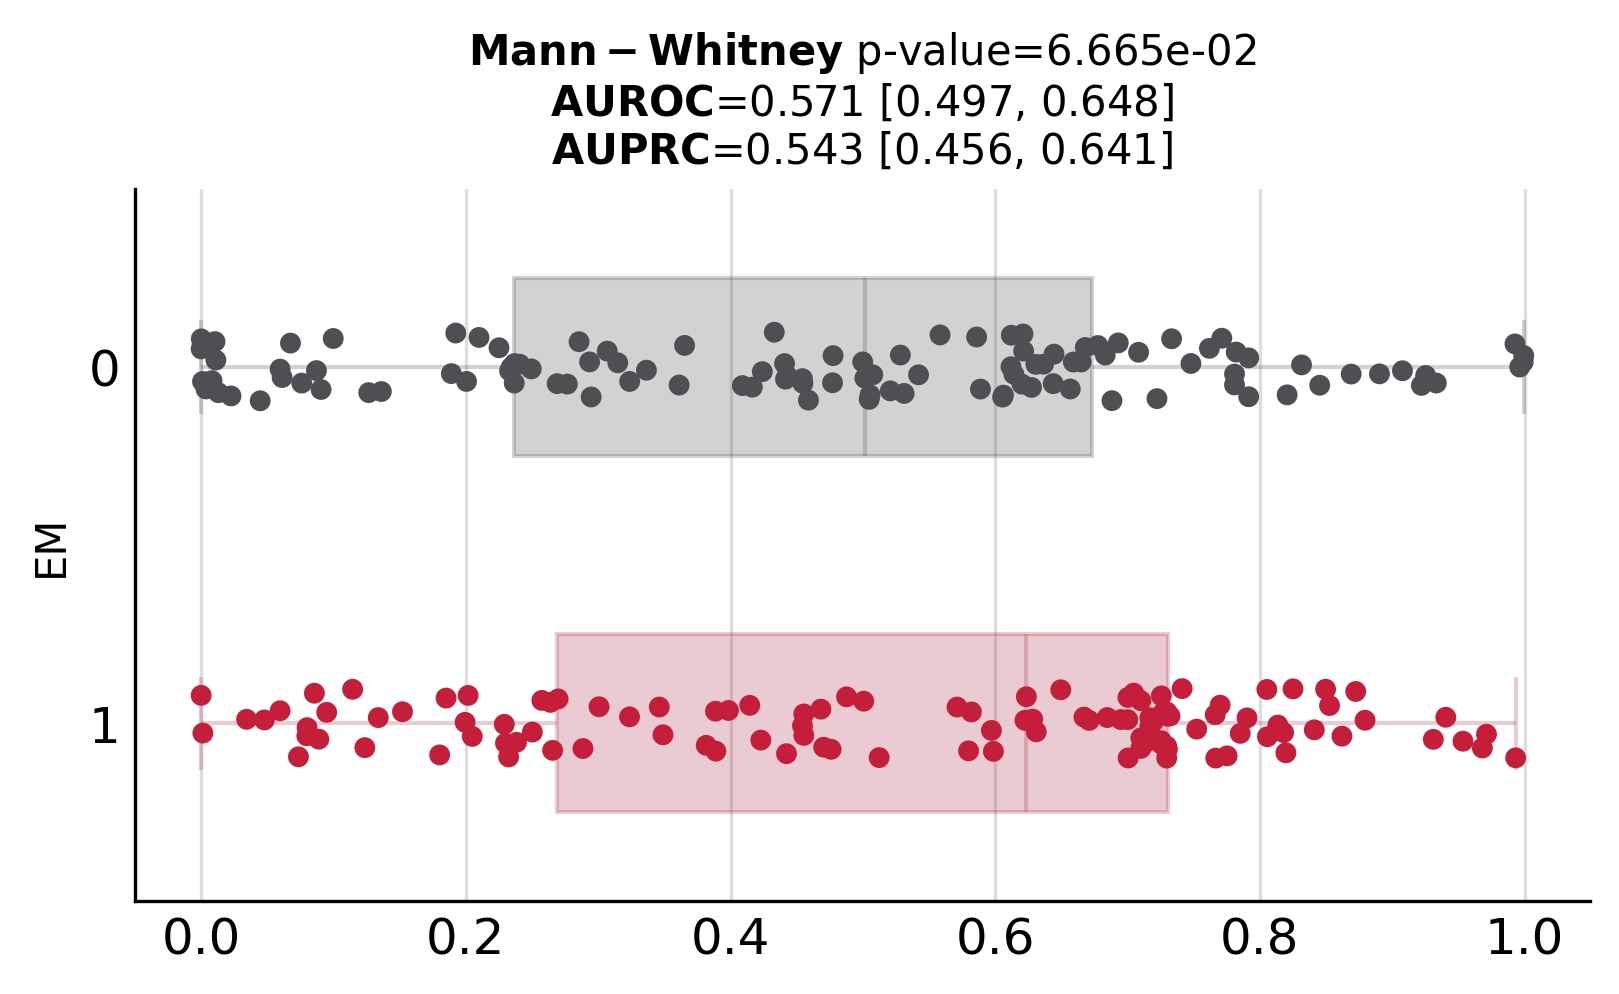 Mann − Whitney p-value=6.665e-02
AUROC=0.571 [0.497, 0.648]
AUPRC=0.543 [0.456, 0.641]
0
EM
1
0.0 0.2 0.4 0.6 0.8 1.0